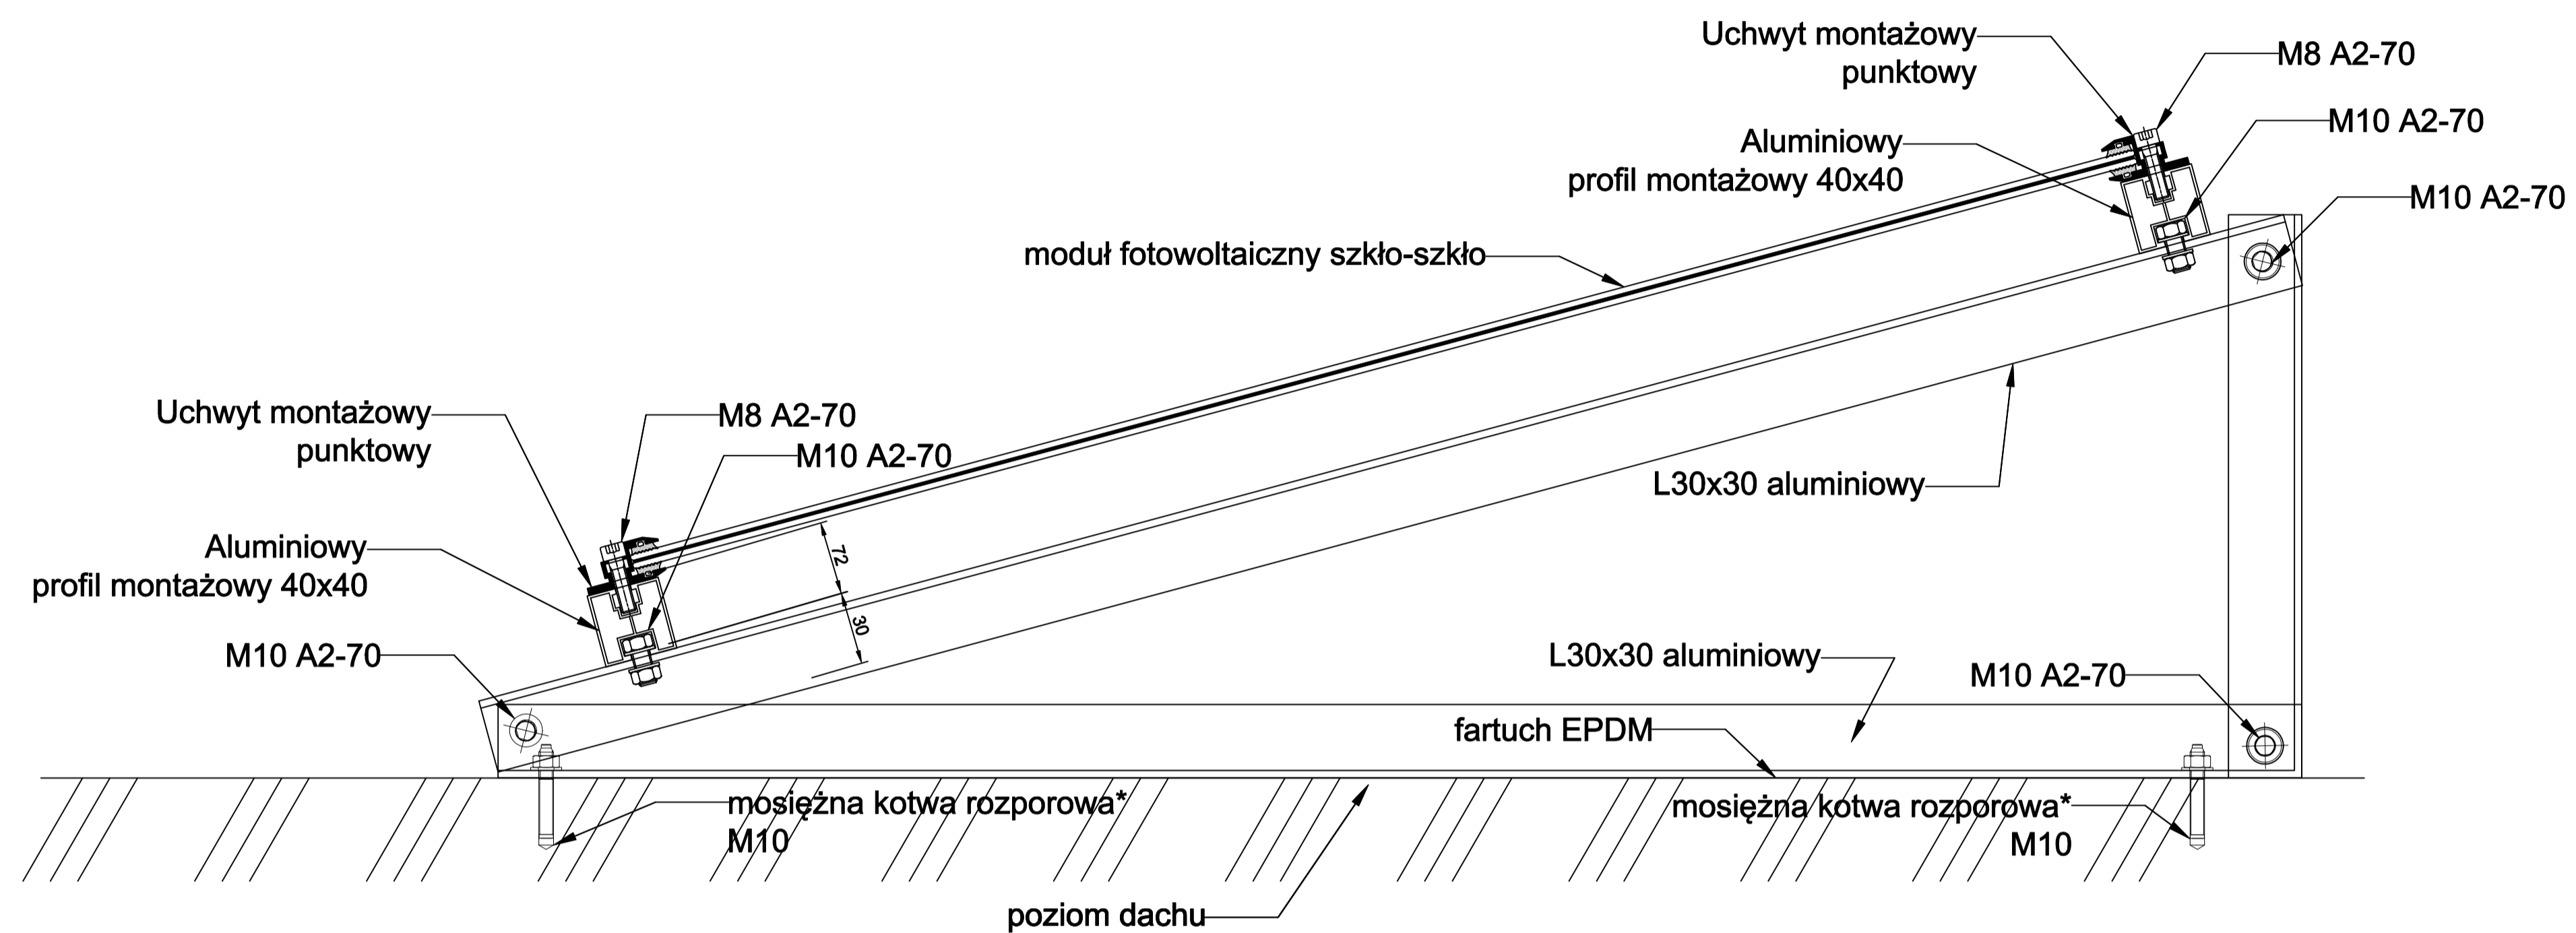 Uchwyt montażowy
punktowy
M8 A2-70
M10 A2-70
Aluminiowy
profil montażowy 40x40
M10 A2-70
moduł fotowoltaiczny szkło-szkło
Uchwyt montażowy
punktowy
M8 A2-70
M10 A2-70
L30x30 aluminiowy
Aluminiowy
profil montażowy 40x40
72
30
M10 A2-70
L30x30 aluminiowy
M10 A2-70
fartuch EPDM
mosiężna kotwa rozporowa*
M10
mosiężna kotwa rozporowa*
M10
poziom dachu